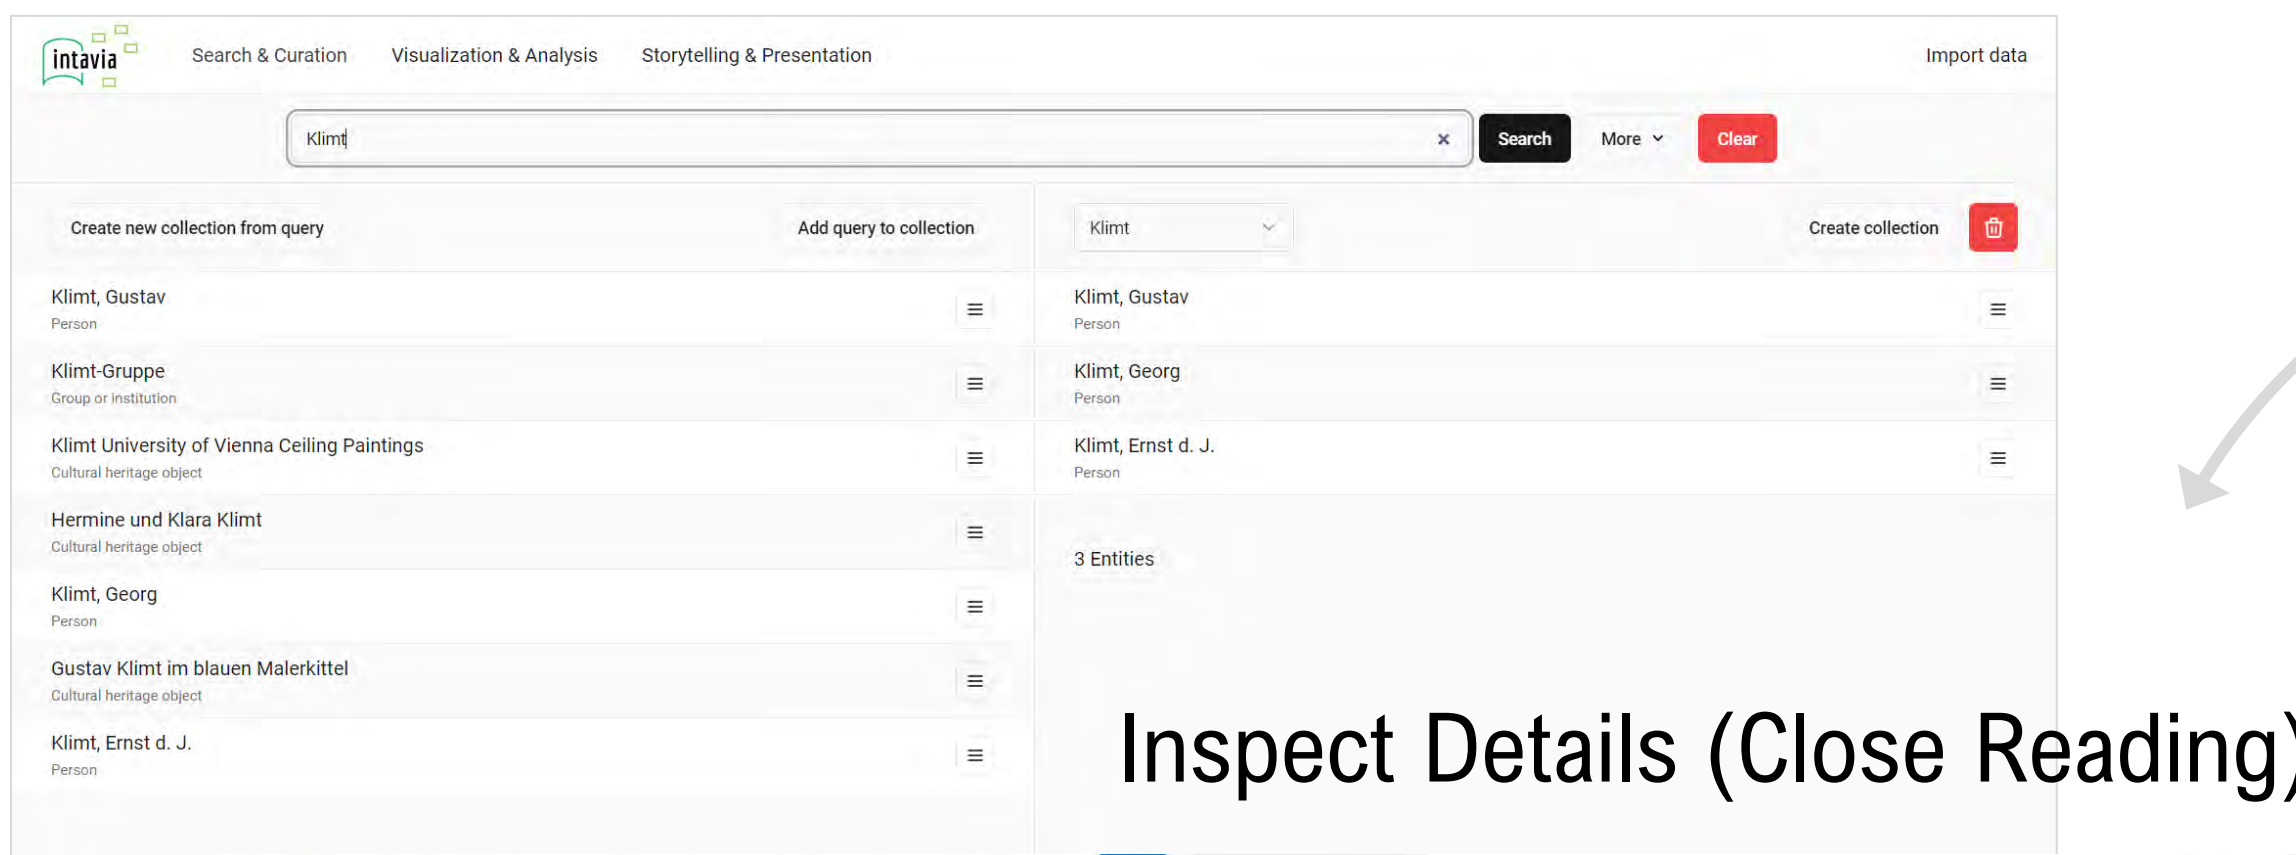 intavia
Search & Curation
Visualization & Analysis
Storytelling & Presentation
Import data
Klimt
Search
More
Clear
Create new collection from query
Add query to collection
Klimt, Gustav
Person
Klimt-Gruppe
Group or institution
Klimt University of Vienna Ceiling Paintings
Cultural heritage object
Hermine und Klara Klimt
Cultural heritage object
Klimt, Georg
Person
Gustav Klimt im blauen Malerkittel
Cultural heritage object
Klimt, Ernst d. J.
Person
Klimt
Create collection
Klimt, Gustav
Person
Klimt, Georg
Person
Klimt, Ernst d. J.
Person
3 Entities
Inspect Details (Close Reading)